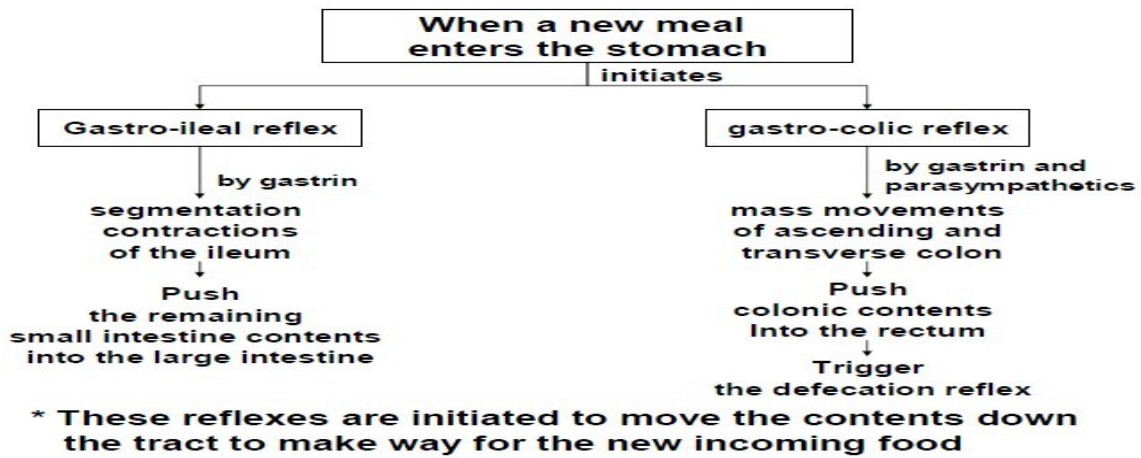 When a new meal
enters the stomach
initiates
Gastro-ileal reflex
by gastrin
segmentation
contractions
of the ileum
Push
the remaining
small intestine contents
into the large intestine
gastro-colic reflex
by gastrin and
parasympathetics
mass movements
of ascending and
transverse colon
Push
colonic contents
Into the rectum
Trigger
the defecation reflex
* These reflexes are initiated to move the contents down
the tract to make way for the new incoming food